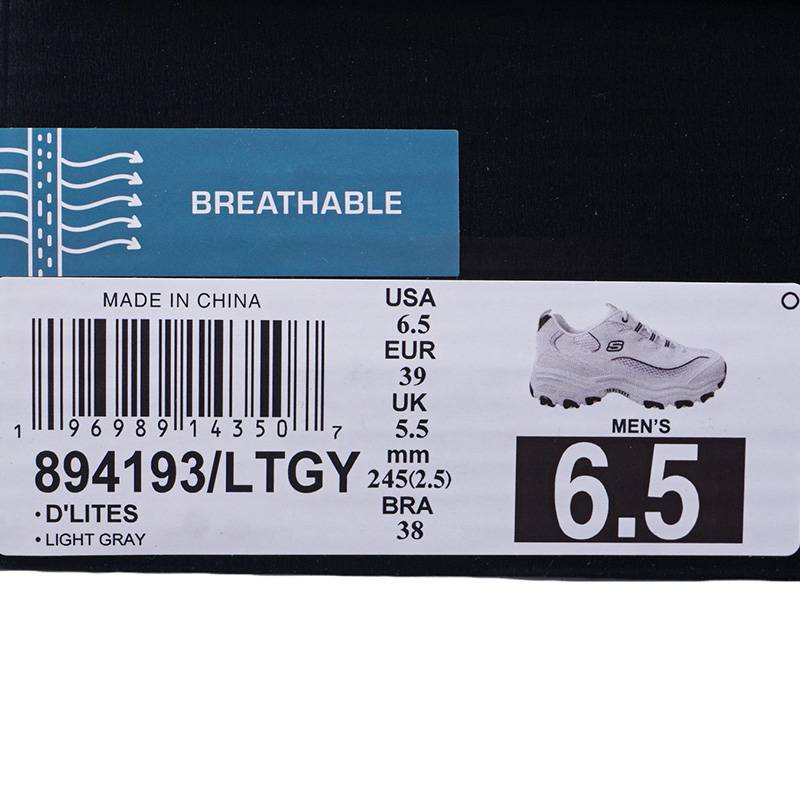 BREATHABLE
MADE IN CHINA
1 96989 14350 7
894193/LTGY
· D'LITES
• LIGHT GRAY
USA
6.5
EUR
39
UK
5.5
mm
245(2.5)
BRA
38
S
MEN'S
6.5